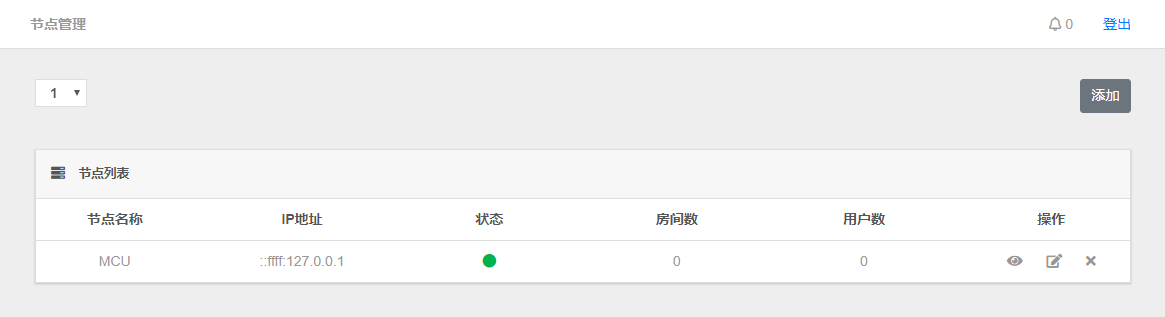 节点管理 0 登出
1 添加
节点列表
节点名称 IP地址 状态 房间数 用户数 操作
MCU ::ffff:127.0.0.1 0 0